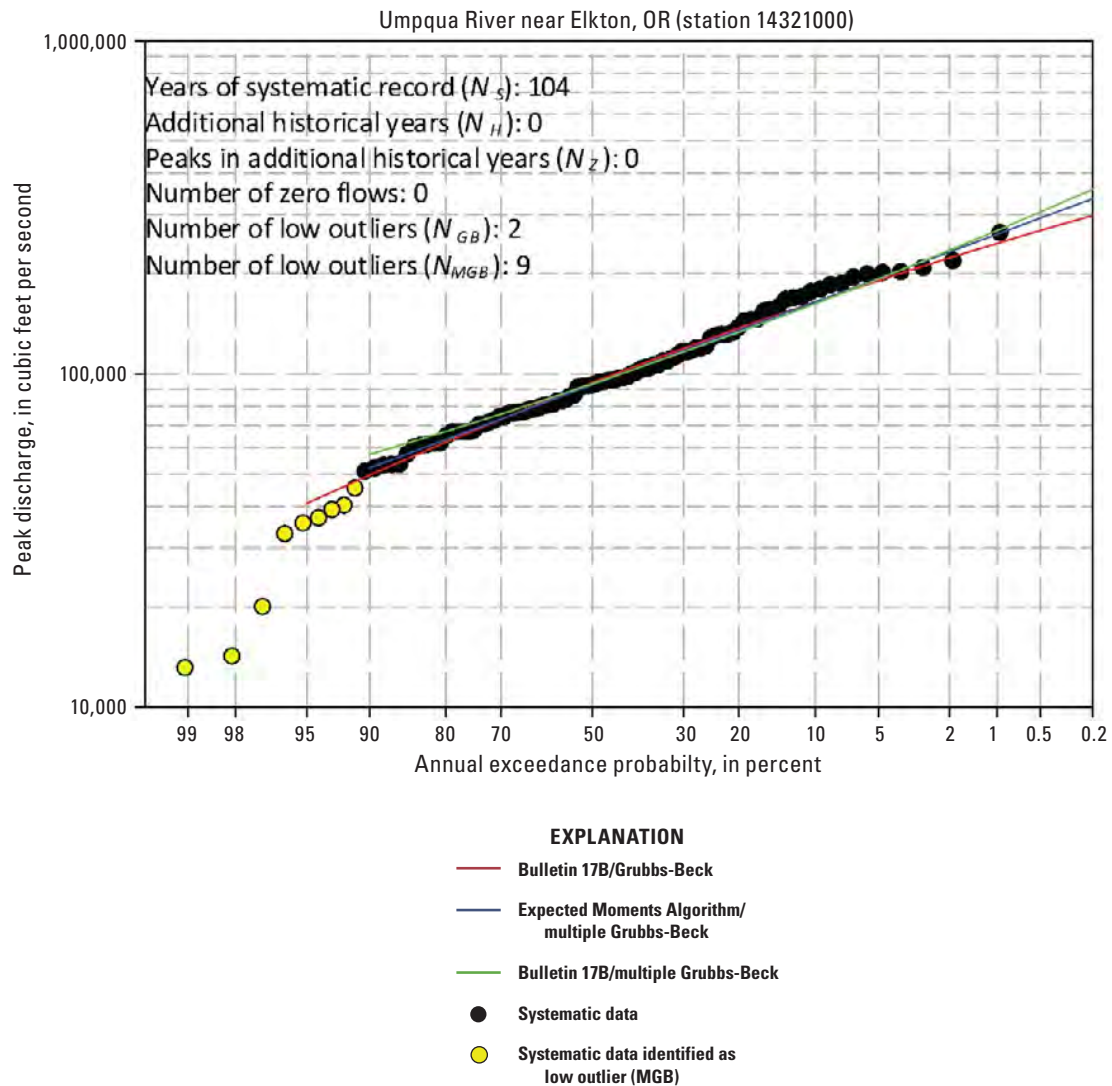 Umpqua River near Elkton, OR (station 14321000)
1,000,000
Years of systematic record (N S): 104
Additional historical years (N H): 0
Peaks in additional historical years (N Z): 0
Number of zero flows: 0
Number of low outliers (N GB): 2
Number of low outliers (NMGB): 9
Peak discharge, in cubic feet per second
100,000
10,000
99 98 95 90 80 70 50 30 20 10 5 2 1 0.5 0.2
Annual exceedance probabilty, in percent
EXPLANATION
Bulletin 17B/Grubbs-Beck
Expected Moments Algorithm/
multiple Grubbs-Beck
Bulletin 17B/multiple Grubbs-Beck
Systematic data
Systematic data identified as
low outlier (MGB)